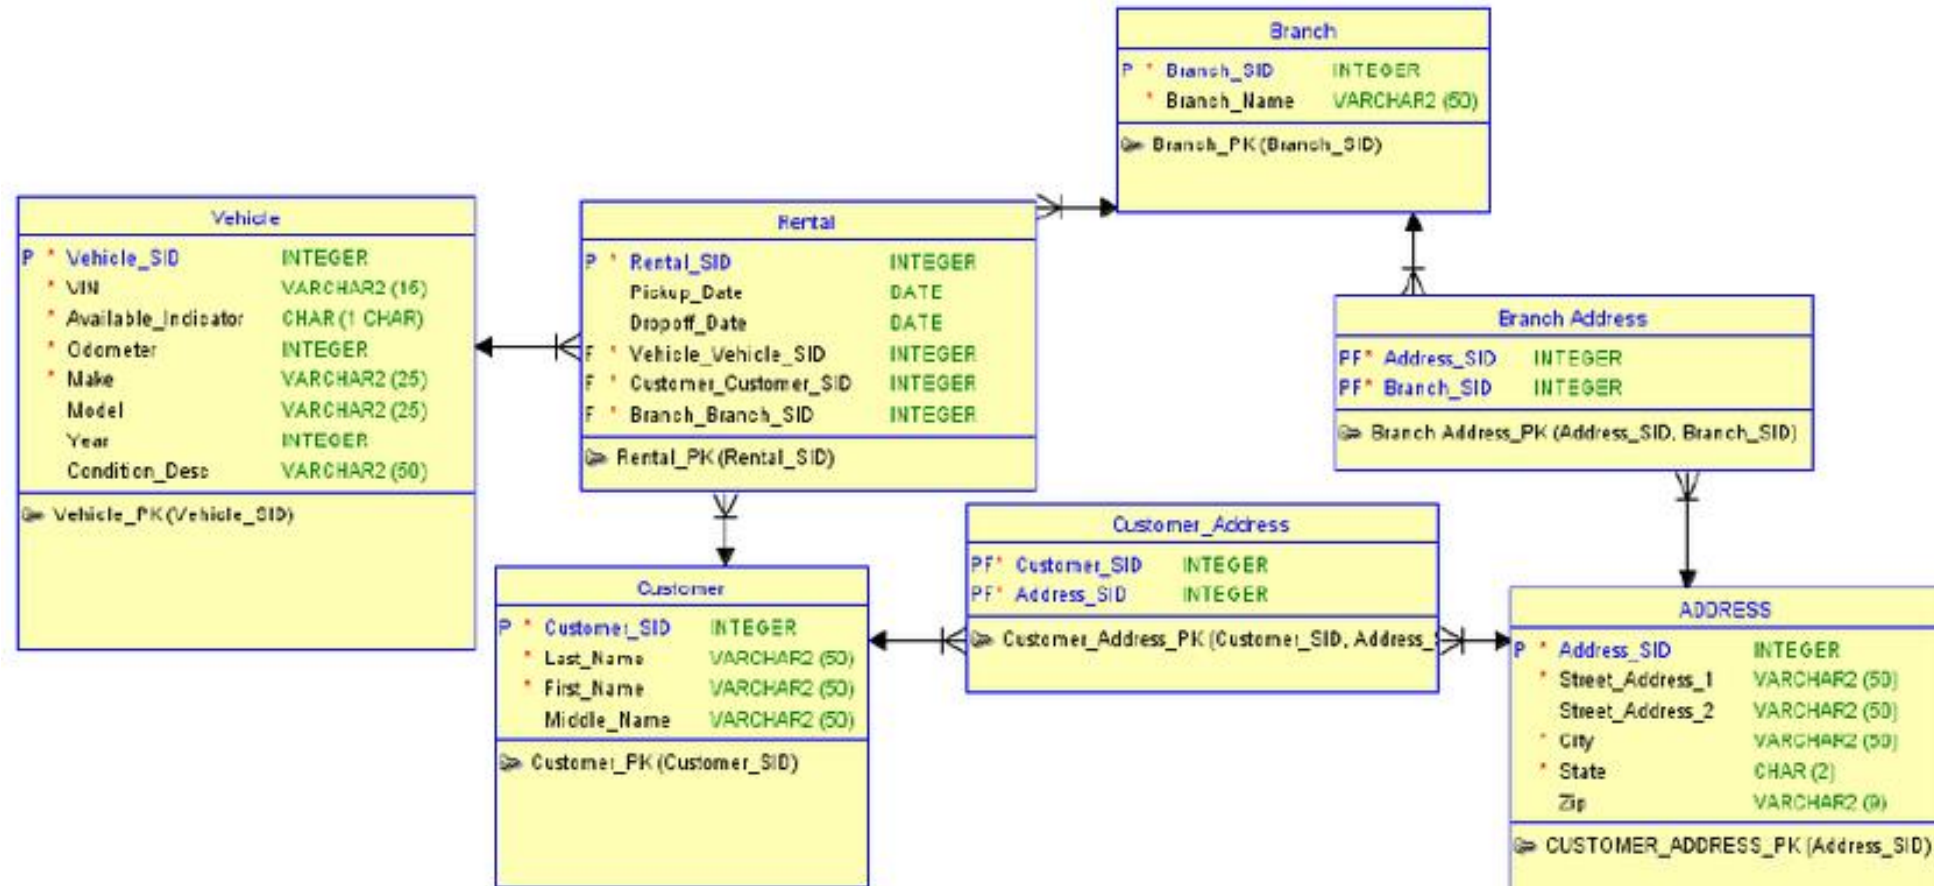 Branch
P * Branch_SID INTEGER
* Branch_Name VARCHAR2 (50)
Branch_PK (Branch_SID)
Vehicle
P * Vehicle_SID INTEGER
* VIN VARCHAR2 (16)
* Available_Indicator CHAR (1 CHAR)
* Odometer INTEGER
* Make VARCHAR2 (25)
Model VARCHAR2 (25)
Year INTEGER
Condition_Desc VARCHAR2 (50)
Vehicle_PK (Vehicle_SID)
Rental
P * Rental_SID INTEGER
Pickup_Date DATE
Dropoff_Date DATE
F * Vehicle_Vehicle_SID INTEGER
F * Customer_Customer_SID INTEGER
F * Branch_Branch_SID INTEGER
Rental_PK (Rental_SID)
Branch Address
PF* Address_SID INTEGER
PF* Branch_SID INTEGER
Branch Address_PK (Address_SID, Branch_SID)
Customer_Address
PF* Customer_SID INTEGER
PF* Address_SID INTEGER
Customer_Address_PK (Customer_SID, Address_
Customer
P * Customer_SID INTEGER
* Last_Name VARCHAR2 (50)
* First_Name VARCHAR2 (50)
Middle_Name VARCHAR2 (50)
Customer_PK (Customer_SID)
ADDRESS
P * Address_SID INTEGER
* Street_Address_1 VARCHAR2 (50)
Street_Address_2 VARCHAR2 (50)
* City VARCHAR2 (50)
* State CHAR (2)
Zip VARCHAR2 (9)
CUSTOMER_ADDRESS_PK (Address_SID)